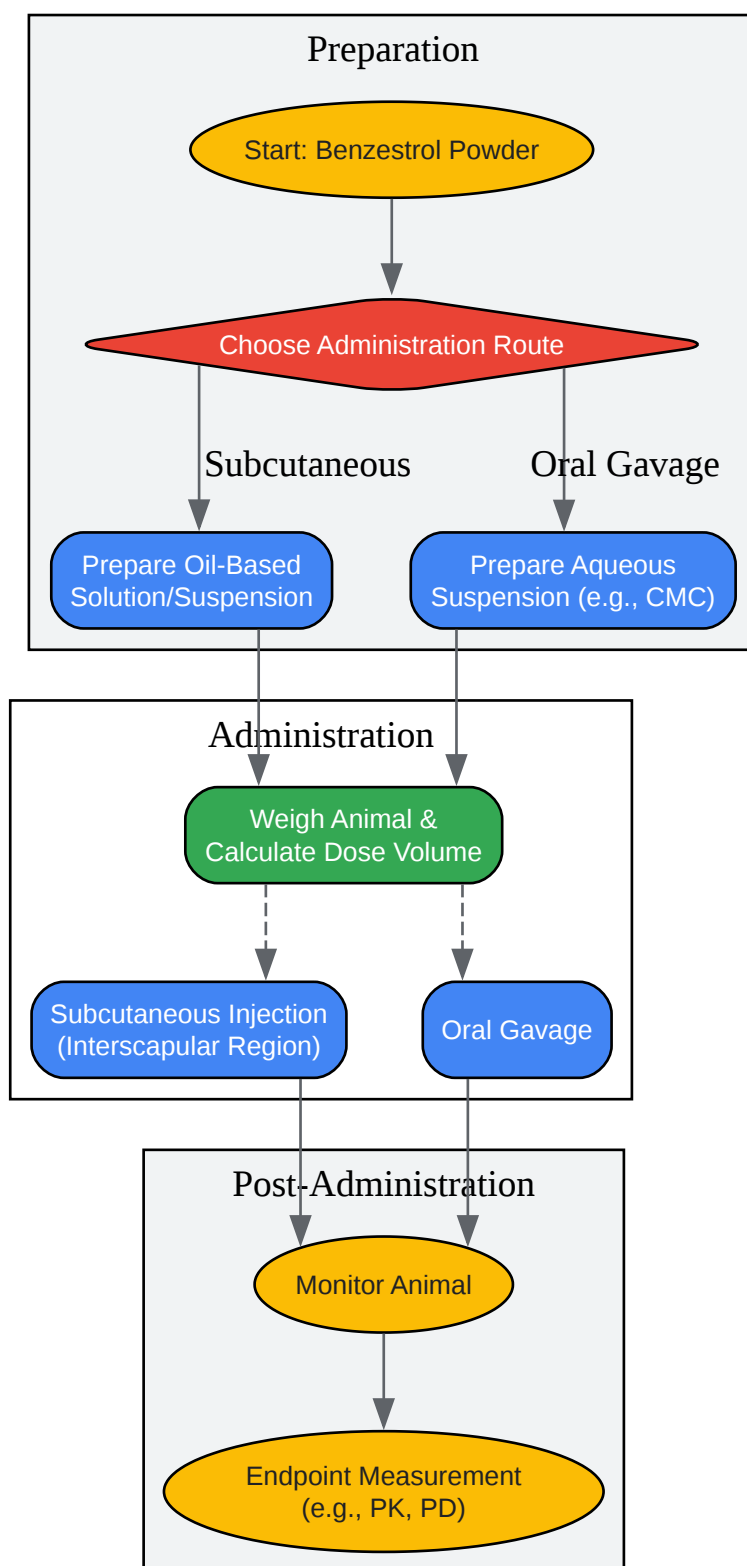 Preparation
Start: Benzestrol Powder
Choose Administration Route
Subcutaneous
Oral Gavage
Prepare Oil-Based
Solution/Suspension
Prepare Aqueous
Suspension (e.g., CMC)
Administration
Weigh Animal &
Calculate Dose Volume
Subcutaneous Injection
(Interscapular Region)
Oral Gavage
Post-Administration
Monitor Animal
Endpoint Measurement
(e.g., PK, PD)